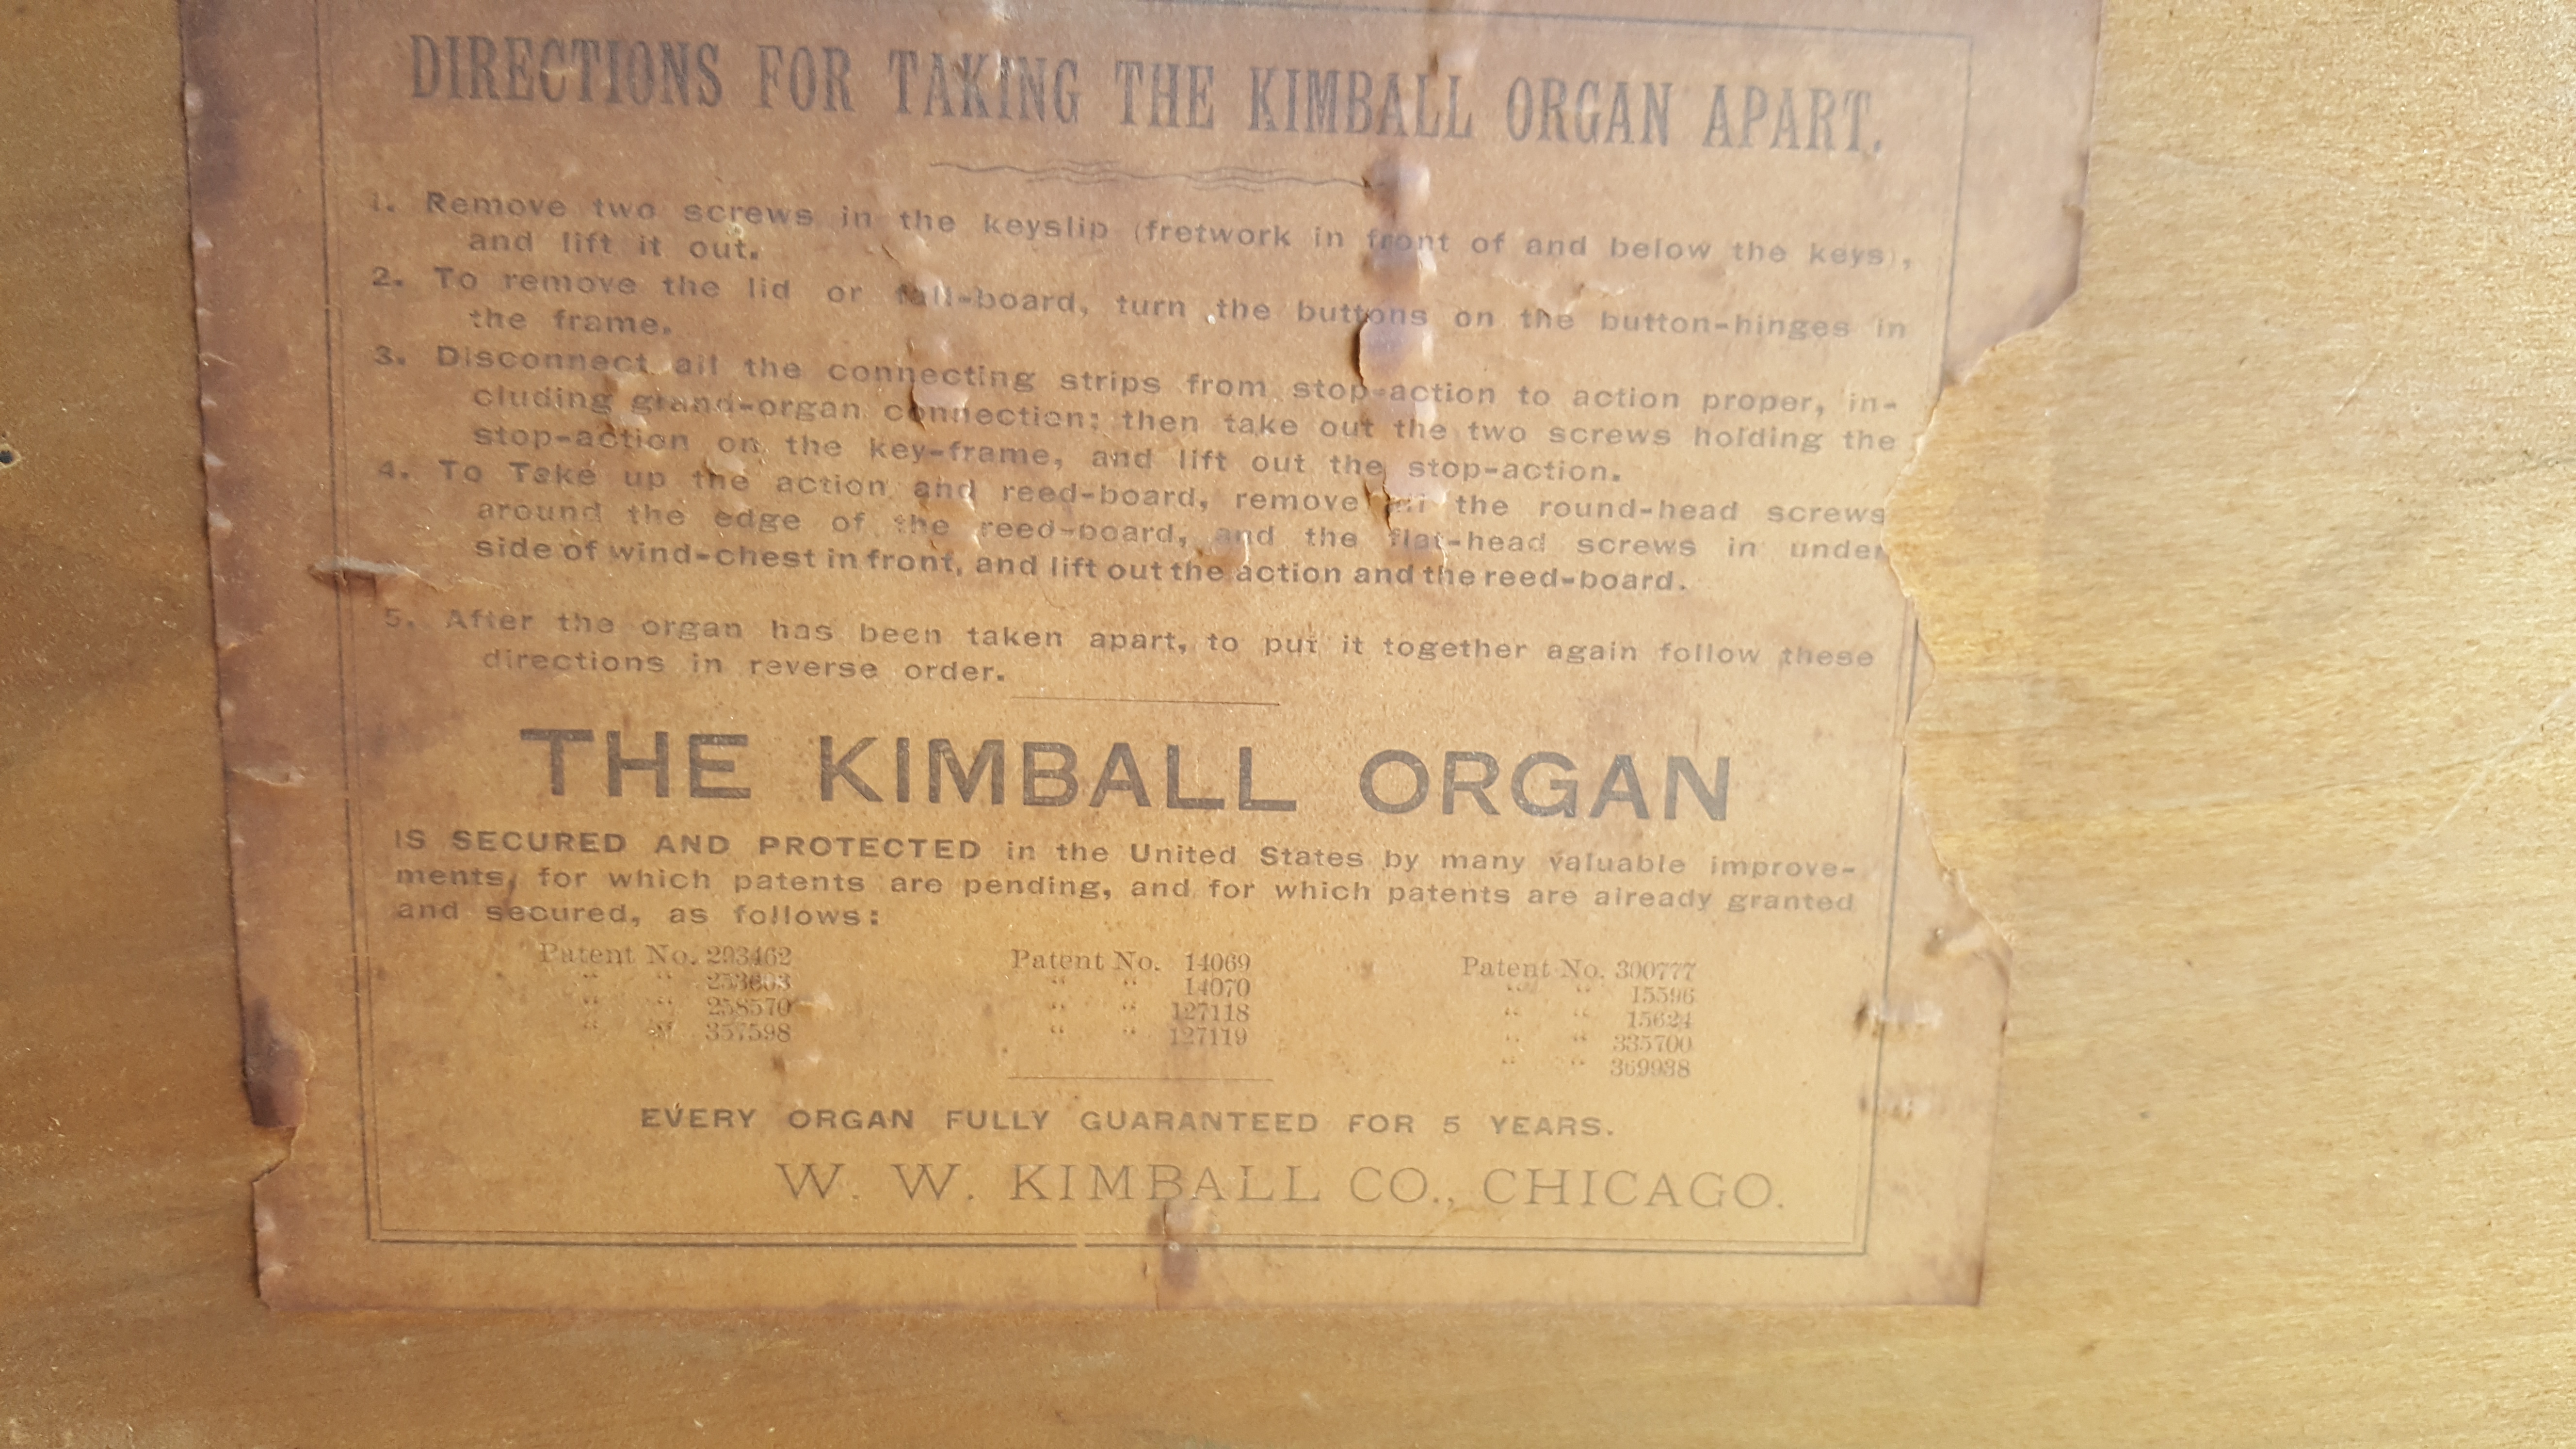 DIRECTIONS FOR TAKING THE KIMBALL ORGAN APART.
1. Remove two screws in the keyslip (fretwork in front of and below the keys),
and lift it out.
2. To remove the lid or fall-board, turn the buttons on the button-hinges in
the frame.
3. Disconnect all the connecting strips from stop-action to action proper, in-
cluding grand-organ connection; then take out the two screws holding the
stop-action on the key-frame, and lift out the stop-action.
4. To Take up the action and reed-board, remove all the round-head screws
around the edge of the reed-board, and the flat-head screws in under
side of wind-chest in front, and lift out the action and the reed-board.
5. After the organ has been taken apart, to put it together again follow these
directions in reverse order.
THE KIMBALL ORGAN
IS SECURED AND PROTECTED in the United States by many valuable improve-
ments, for which patents are pending, and for which patents are already granted
and secured, as follows:
Patent No. 293462 Patent No. 14069 Patent No. 300777
" " " " 14070 " " 15596
" " 258570 " " 127118 " " 15624
" " 357598 " " 127119 " " 335700
" " 369938
EVERY ORGAN FULLY GUARANTEED FOR 5 YEARS.
W. W. KIMBALL CO., CHICAGO.